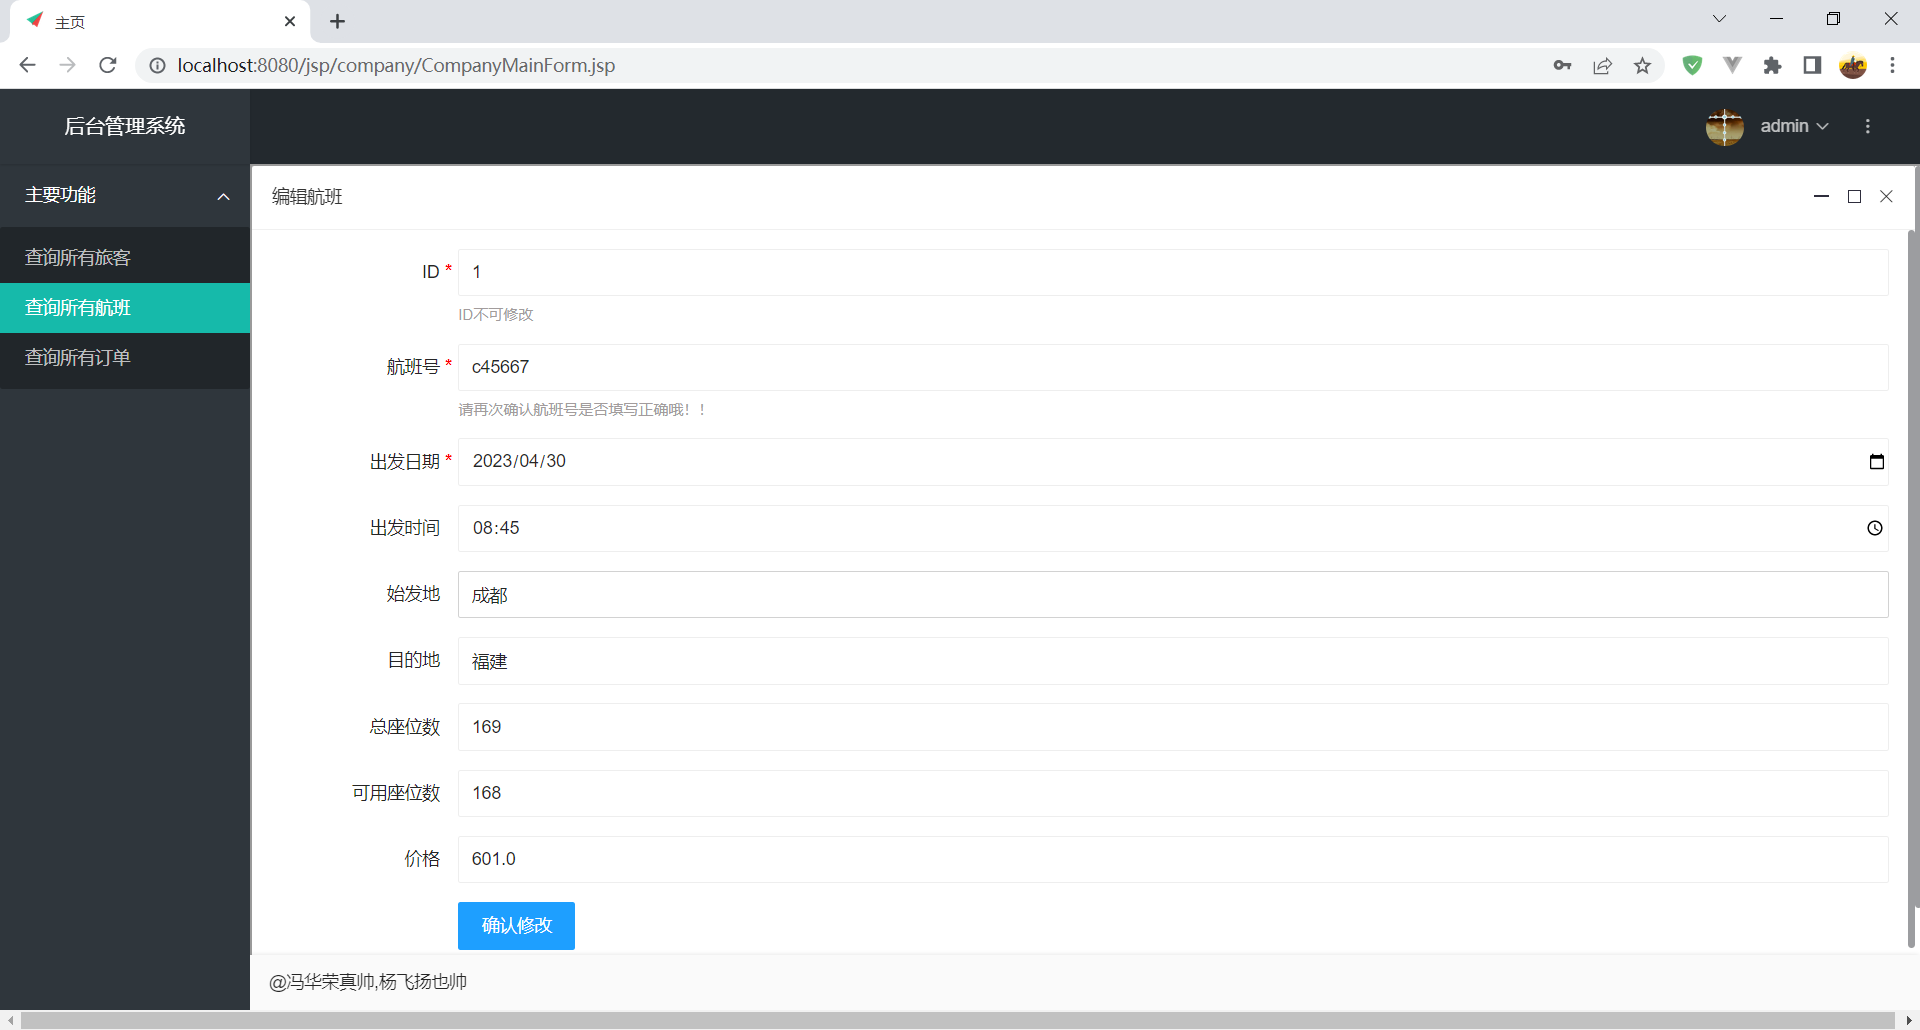 主页
localhost:8080/jsp/company/CompanyMainForm.jsp
后台管理系统
admin
主要功能
编辑航班
查询所有旅客
查询所有航班
查询所有订单
ID *
1
ID不可修改
航班号 *
c45667
请再次确认航班号是否填写正确哦！！
出发日期 *
2023/04/30
出发时间
08:45
始发地
成都
目的地
福建
总座位数
169
可用座位数
168
价格
601.0
确认修改
@冯华荣真帅,杨飞扬也帅